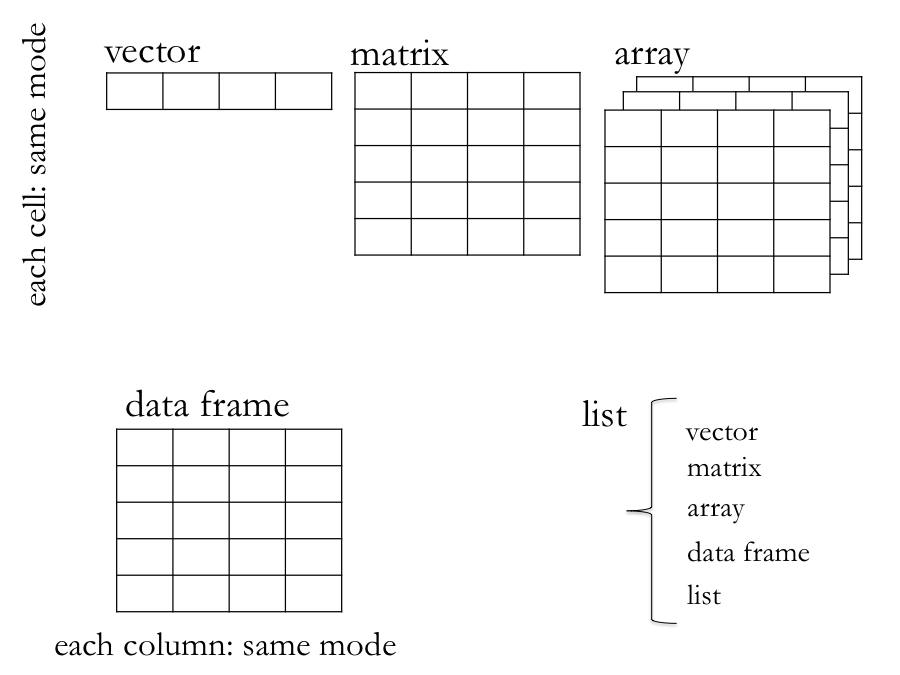 each cell: same mode
vector
matrix
array
data frame
each column: same mode
list
vector
matrix
array
data frame
list